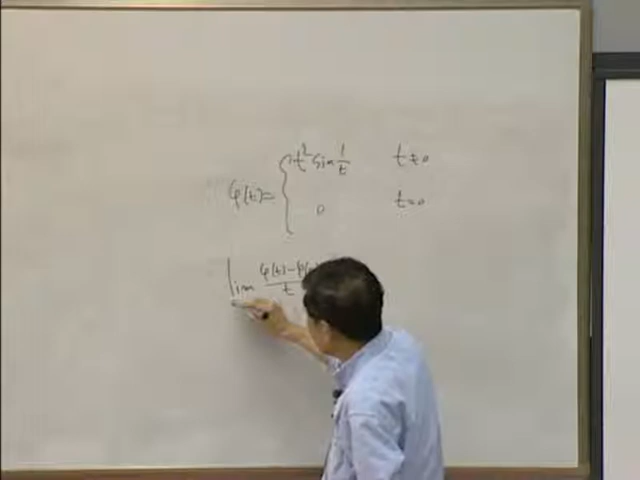 φ(t) = { t² sin 1/t   t≠0
0   t=0
lim φ(t) - φ( / t